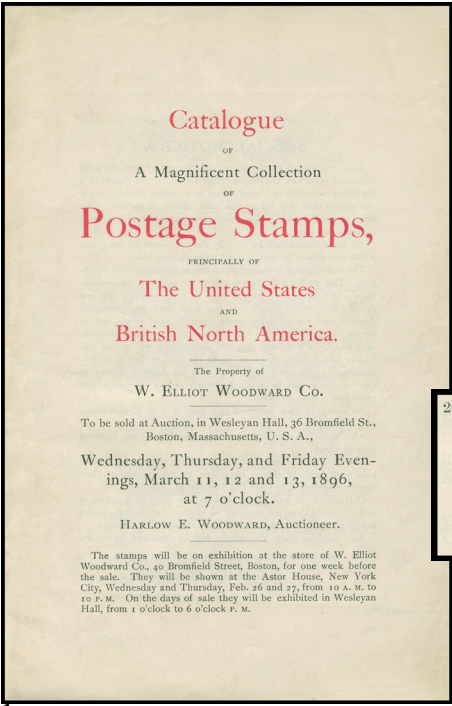 Catalogue
OF
A Magnificent Collection
OF
Postage Stamps,
PRINCIPALLY OF
The United States
AND
British North America.
The Property of
W. Elliot Woodward Co.
To be sold at Auction, in Wesleyan Hall, 36 Bromfield St.,
Boston, Massachusetts, U. S. A.,
Wednesday, Thursday, and Friday Even-
ings, March 11, 12 and 13, 1896,
at 7 o'clock.
Harlow E. Woodward, Auctioneer.
The stamps will be on exhibition at the store of W. Elliot
Woodward Co., 40 Bromfield Street, Boston, for one week before
the sale. They will be shown at the Astor House, New York
City, Wednesday and Thursday, Feb. 26 and 27, from 10 A. M. to
10 P. M. On the days of sale they will be exhibited in Wesleyan
Hall, from 1 o'clock to 6 o'clock P. M.
2